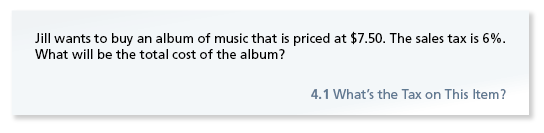 Jill wants to buy an album of music that is priced at $7.50. The sales tax is 6%.
What will be the total cost of the album?
4.1 What's the Tax on This Item?